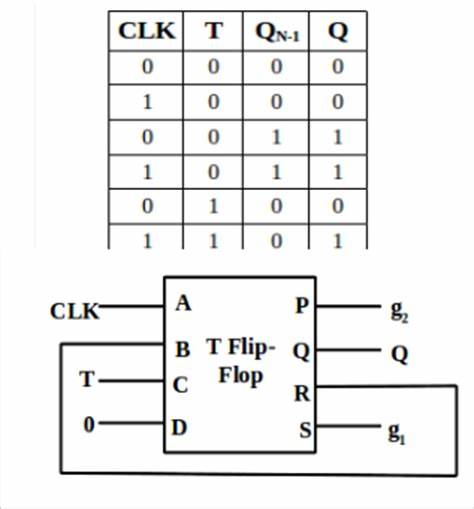 CLK T QN-1 Q
0 0 0 0
1 0 0 0
0 0 1 1
1 0 1 1
0 1 0 0
1 1 0 1
CLK A P g2
B T Flip- Q Q
T C Flop R
0 D S g1